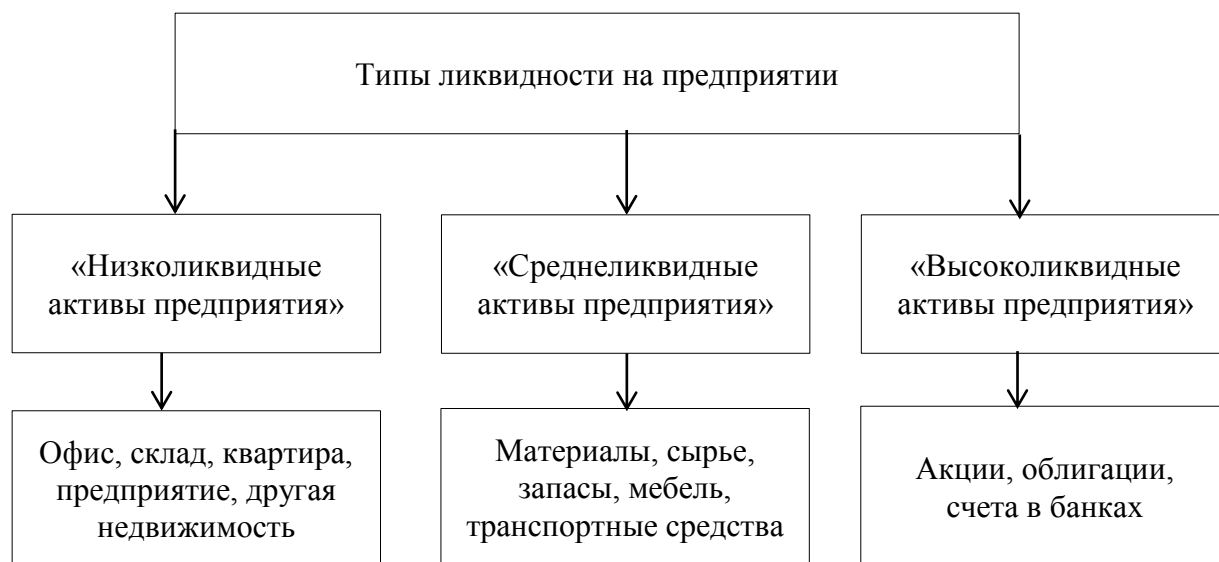 Типы ликвидности на предприятии
«Низколиквидные
активы предприятия»
«Среднеликвидные
активы предприятия»
«Высоколиквидные
активы предприятия»
Офис, склад, квартира,
предприятие, другая
недвижимость
Материалы, сырье,
запасы, мебель,
транспортные средства
Акции, облигации,
счета в банках